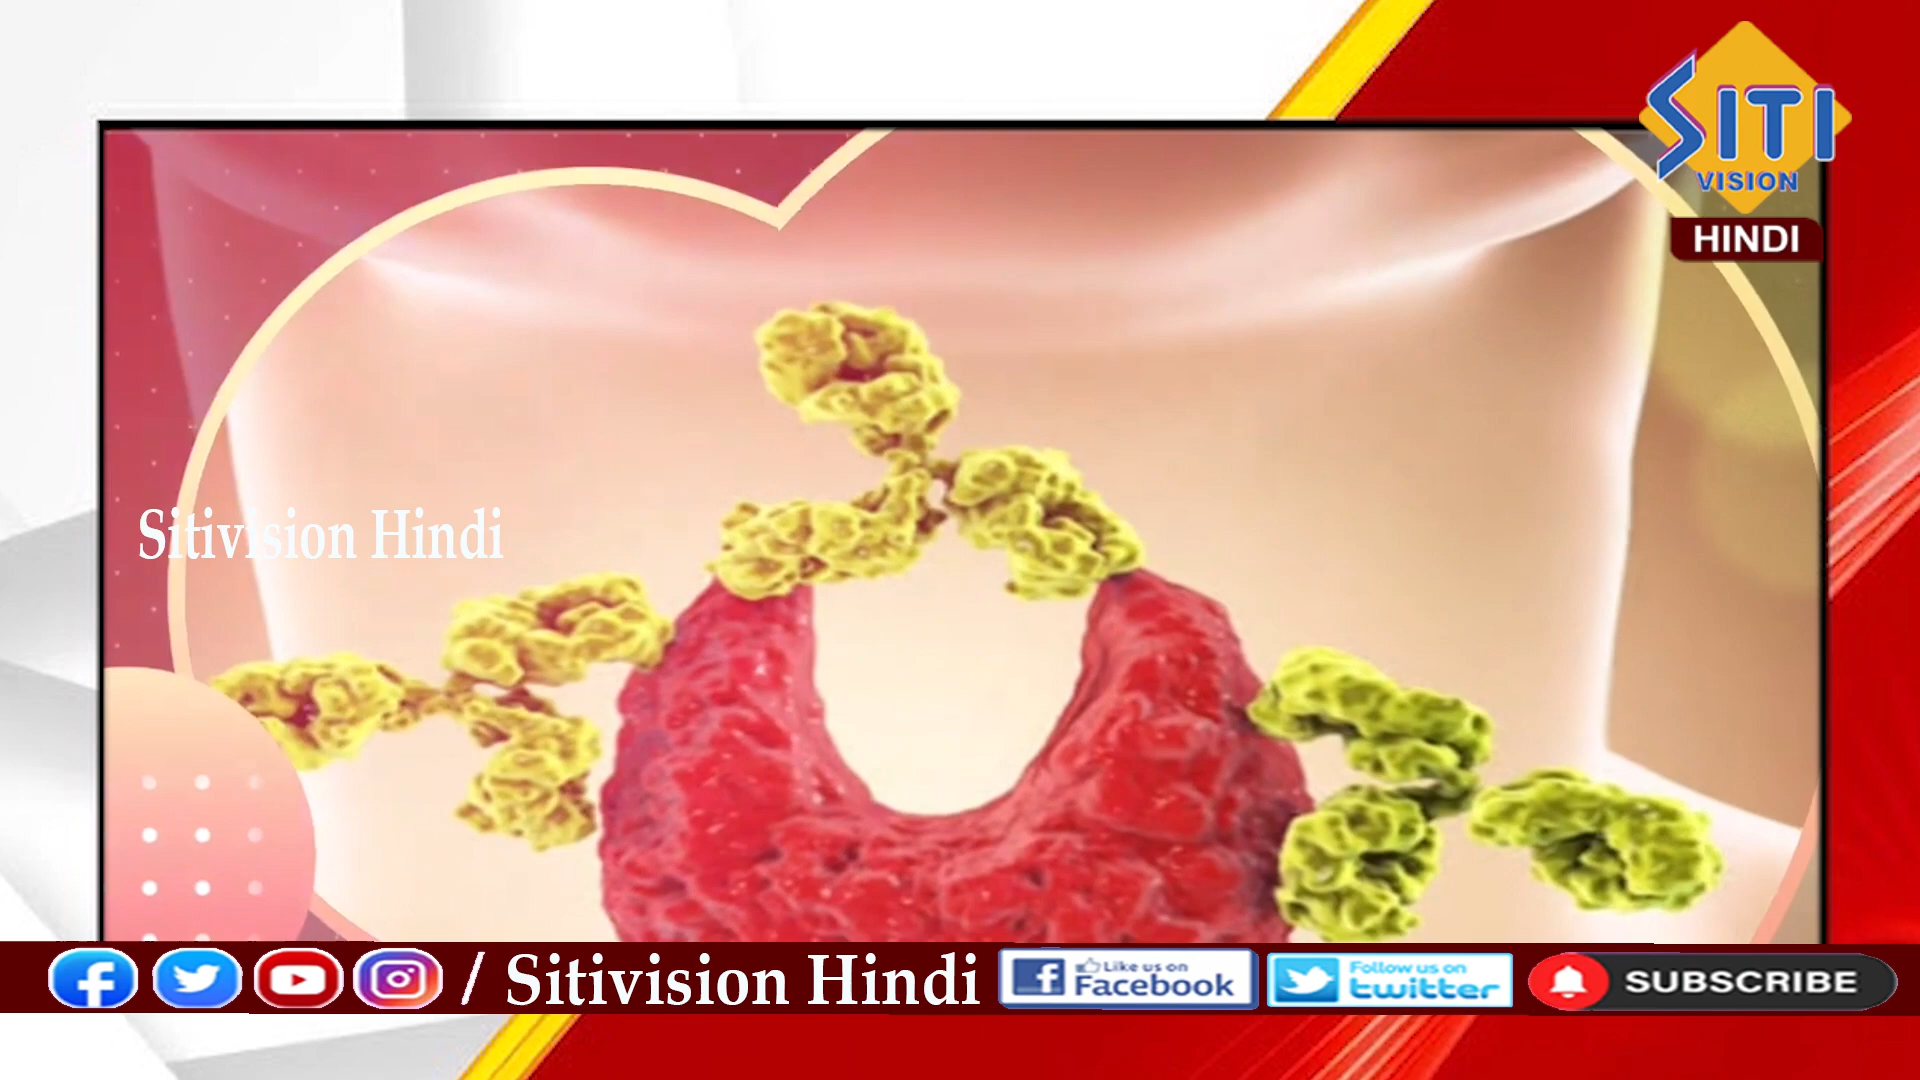 SITI
VISION
HINDI
Sitivision Hindi
/ Sitivision Hindi
Like us on
Facebook
Follow us on
twitter
SUBSCRIBE